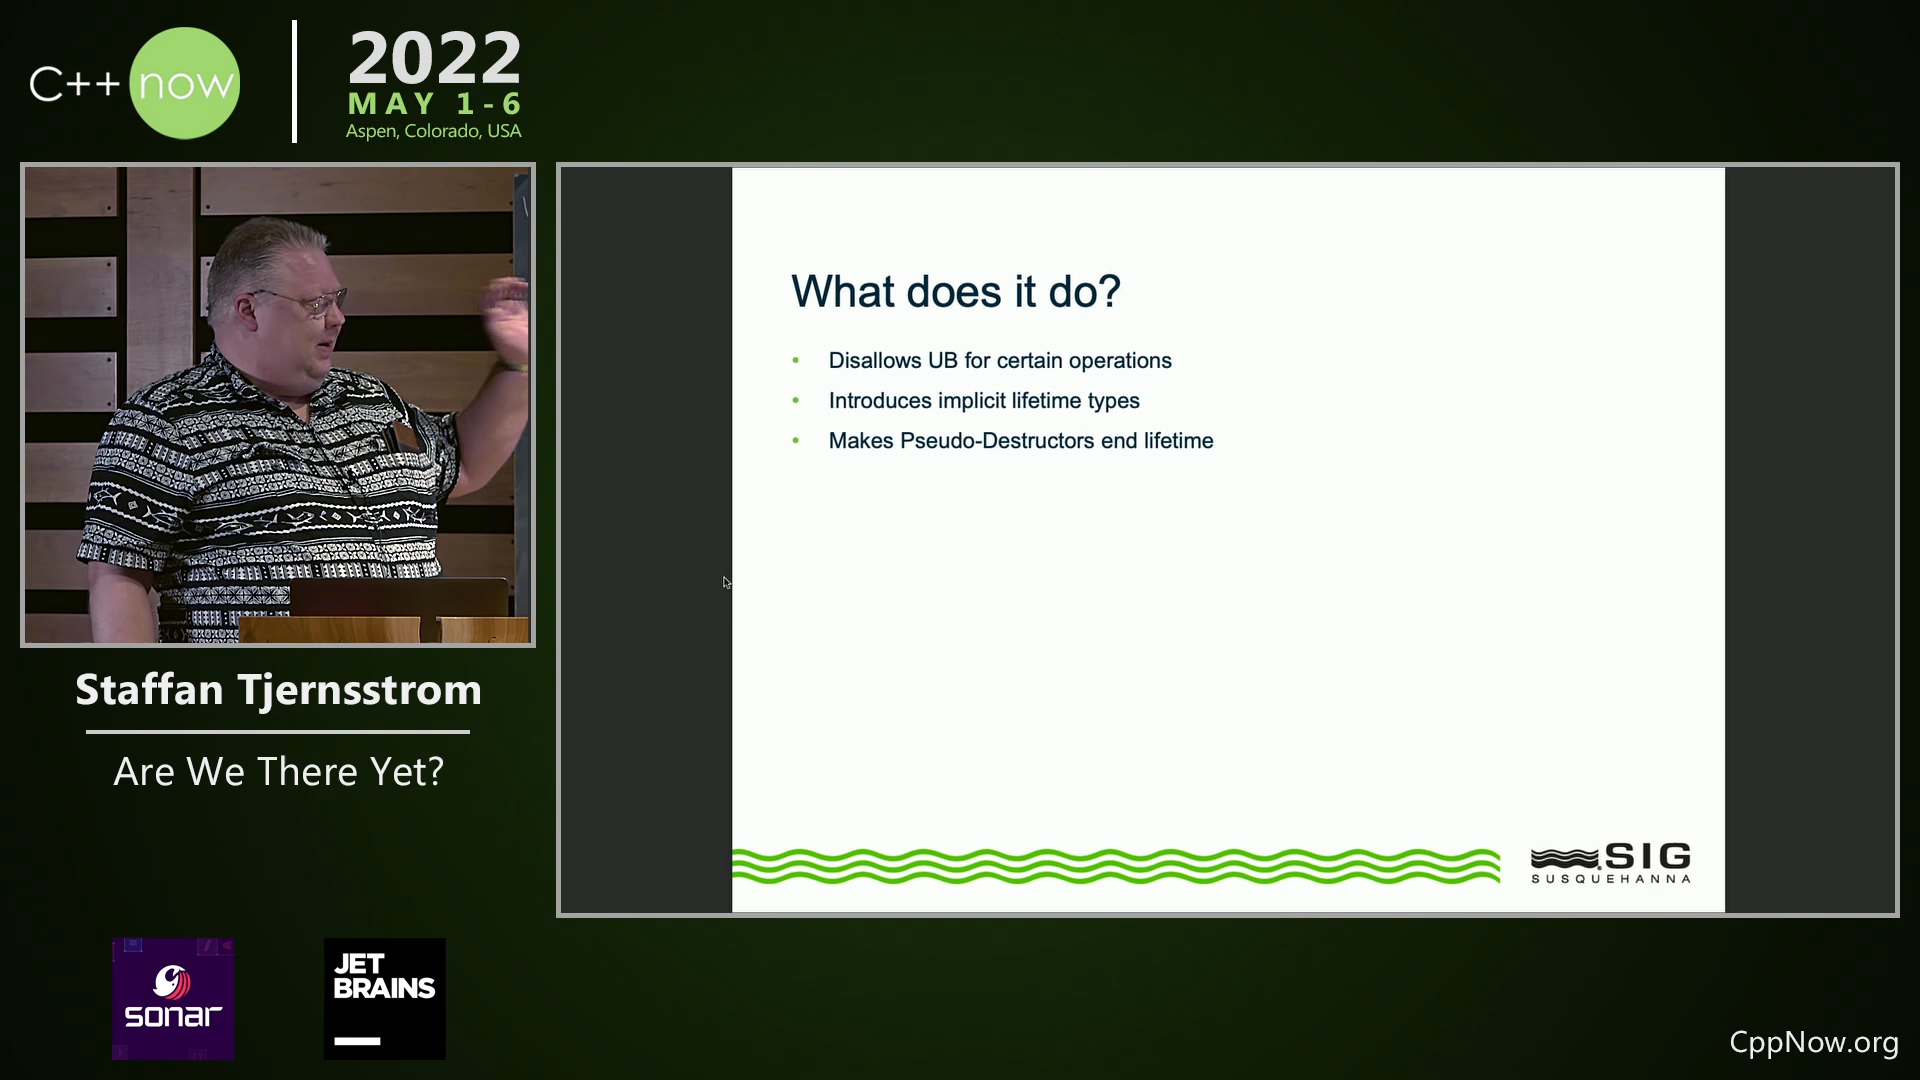 C++ now
2022
MAY 1-6
Aspen, Colorado, USA
What does it do?
• Disallows UB for certain operations
• Introduces implicit lifetime types
• Makes Pseudo-Destructors end lifetime
SIG
SUSQUEHANNA
Staffan Tjernsstrom
Are We There Yet?
sonar
JET
BRAINS
CppNow.org